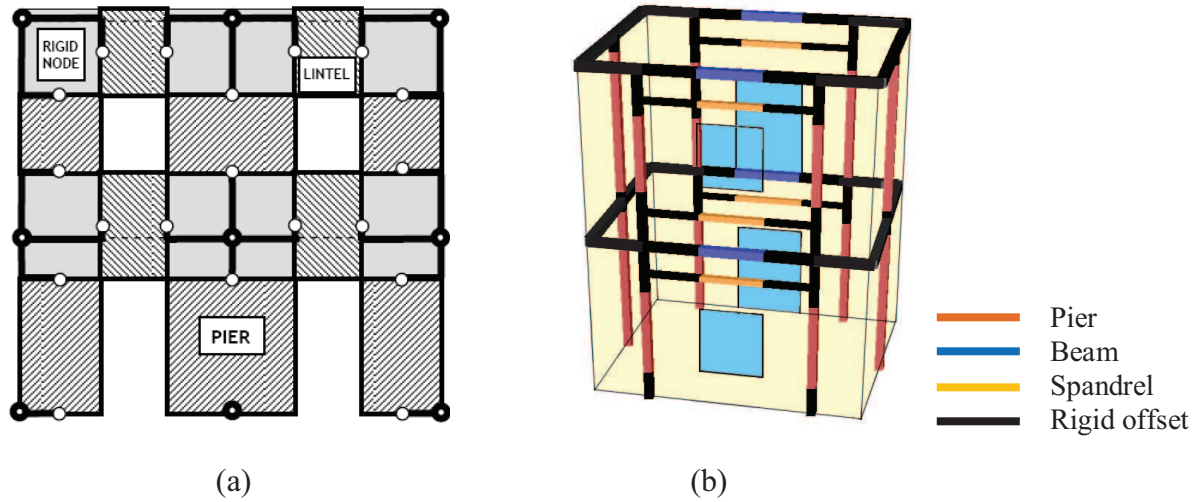 RIGID
NODE
LINTEL
PIER
Pier
Beam
Spandrel
Rigid offset
(a)
(b)